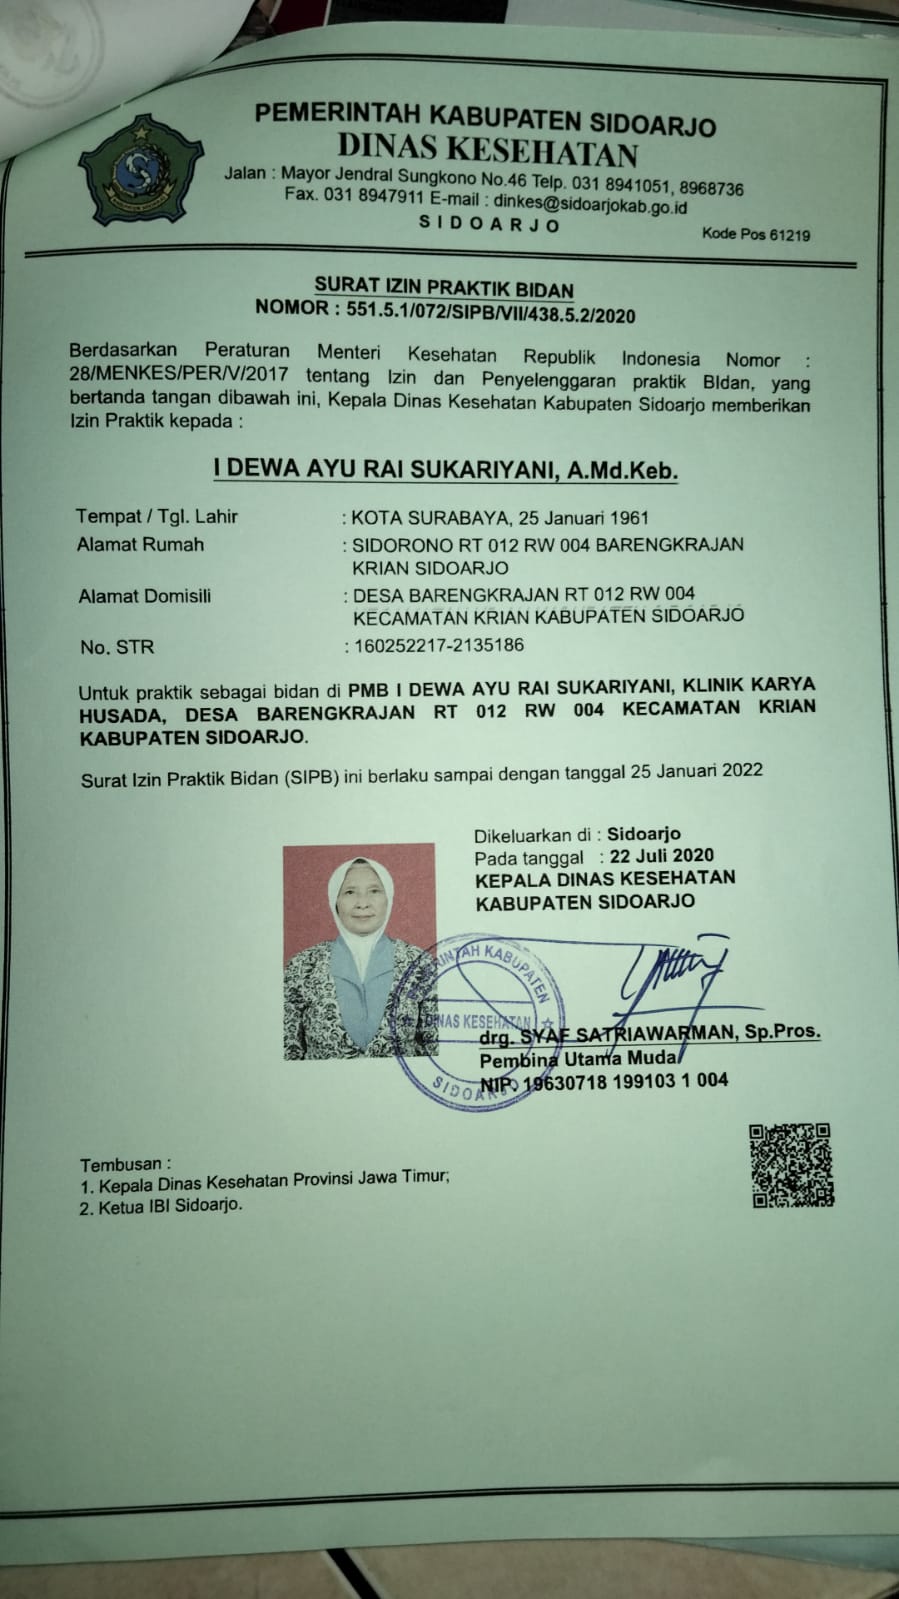 PEMERINTAH KABUPATEN SIDOARJO
DINAS KESEHATAN
Jalan : Mayor Jendral Sungkono No.46 Telp. 031 8941051, 8968736
Fax. 031 8947911 E-mail : dinkes@sidoarjokab.go.id
SIDOARJO
Kode Pos 61219
SURAT IZIN PRAKTIK BIDAN
NOMOR : 551.5.1/072/SIPB/VII/438.5.2/2020
Berdasarkan Peraturan Menteri Kesehatan Republik Indonesia Nomor :
28/MENKES/PER/V/2017 tentang Izin dan Penyelenggaran praktik BIdan, yang
bertanda tangan dibawah ini, Kepala Dinas Kesehatan Kabupaten Sidoarjo memberikan
Izin Praktik kepada :
I DEWA AYU RAI SUKARIYANI, A.Md.Keb.
Tempat / Tgl. Lahir : KOTA SURABAYA, 25 Januari 1961
Alamat Rumah : SIDORONO RT 012 RW 004 BARENGKRAJAN
KRIAN SIDOARJO
Alamat Domisili : DESA BARENGKRAJAN RT 012 RW 004
KECAMATAN KRIAN KABUPATEN SIDOARJO
No. STR : 160252217-2135186
Untuk praktik sebagai bidan di PMB I DEWA AYU RAI SUKARIYANI, KLINIK KARYA
HUSADA, DESA BARENGKRAJAN RT 012 RW 004 KECAMATAN KRIAN
KABUPATEN SIDOARJO.
Surat Izin Praktik Bidan (SIPB) ini berlaku sampai dengan tanggal 25 Januari 2022
Dikeluarkan di : Sidoarjo
Pada tanggal : 22 Juli 2020
KEPALA DINAS KESEHATAN
KABUPATEN SIDOARJO
KABUPATEN
DINAS KESEHATAN
SIDOARJO
drg. SYAF SATRIAWARMAN, Sp.Pros.
Pembina Utama Muda
NIP. 19630718 199103 1 004
Tembusan :
1. Kepala Dinas Kesehatan Provinsi Jawa Timur;
2. Ketua IBI Sidoarjo.